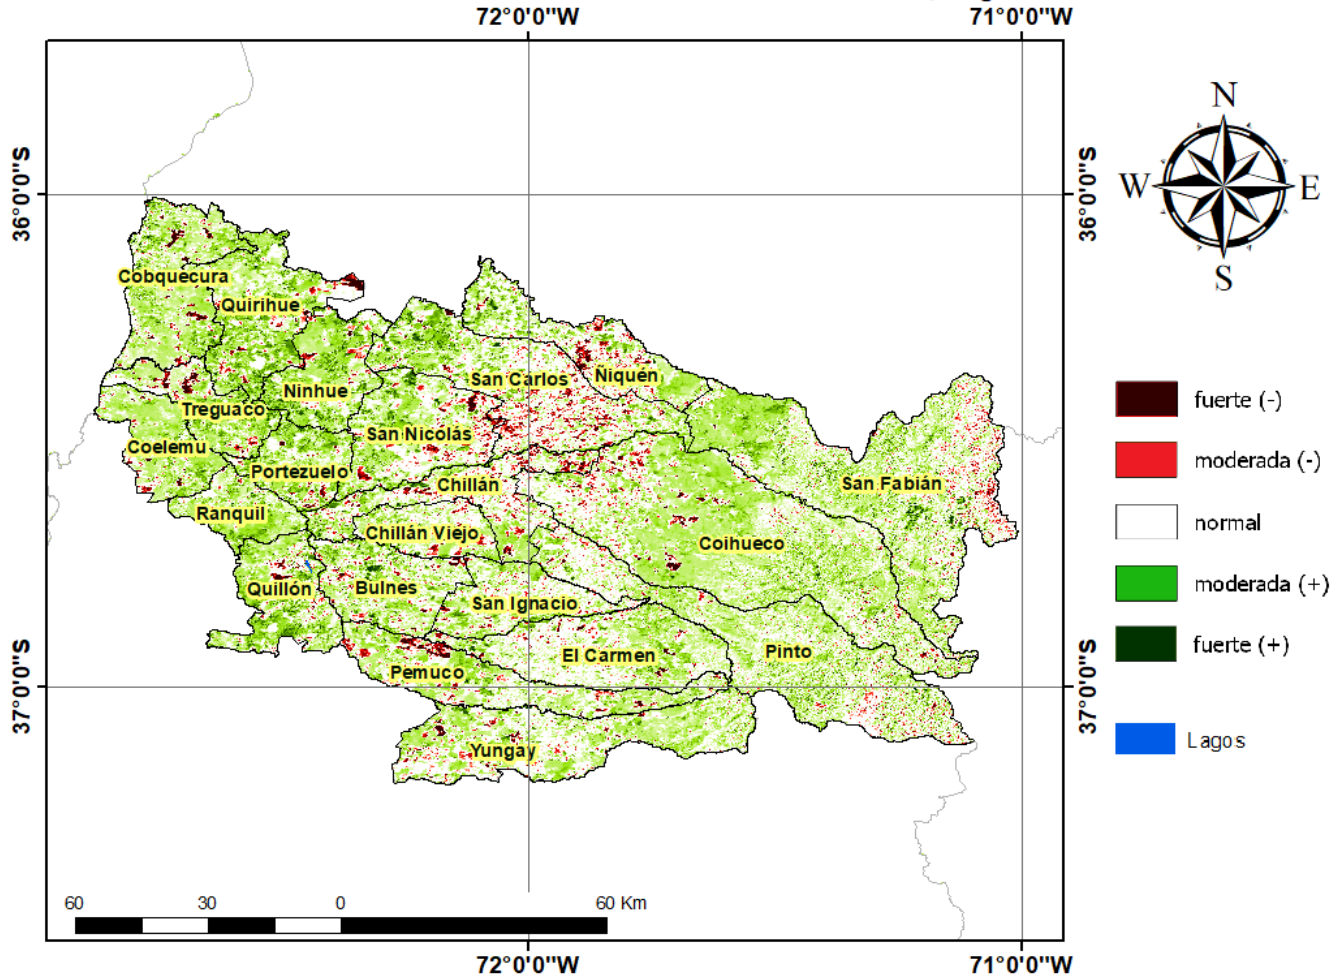 72°0'0"W
71°0'0"W
N
W
E
S
36°0'0"S
36°0'0"S
Cobquecura
Quirihue
San Carlos
Niquén
Ninhue
Treguaco
San Nicolás
Coelemu
Portezuelo
Chillán
San Fabián
Ranquil
Chillán Viejo
Coihueco
Quillón
Bulnes
San Ignacio
El Carmen
Pinto
Pemuco
Yungay
37°0'0"S
37°0'0"S
fuerte (-)
moderada (-)
normal
moderada (+)
fuerte (+)
Lagos
60
30
0
60 Km
72°0'0"W
71°0'0"W